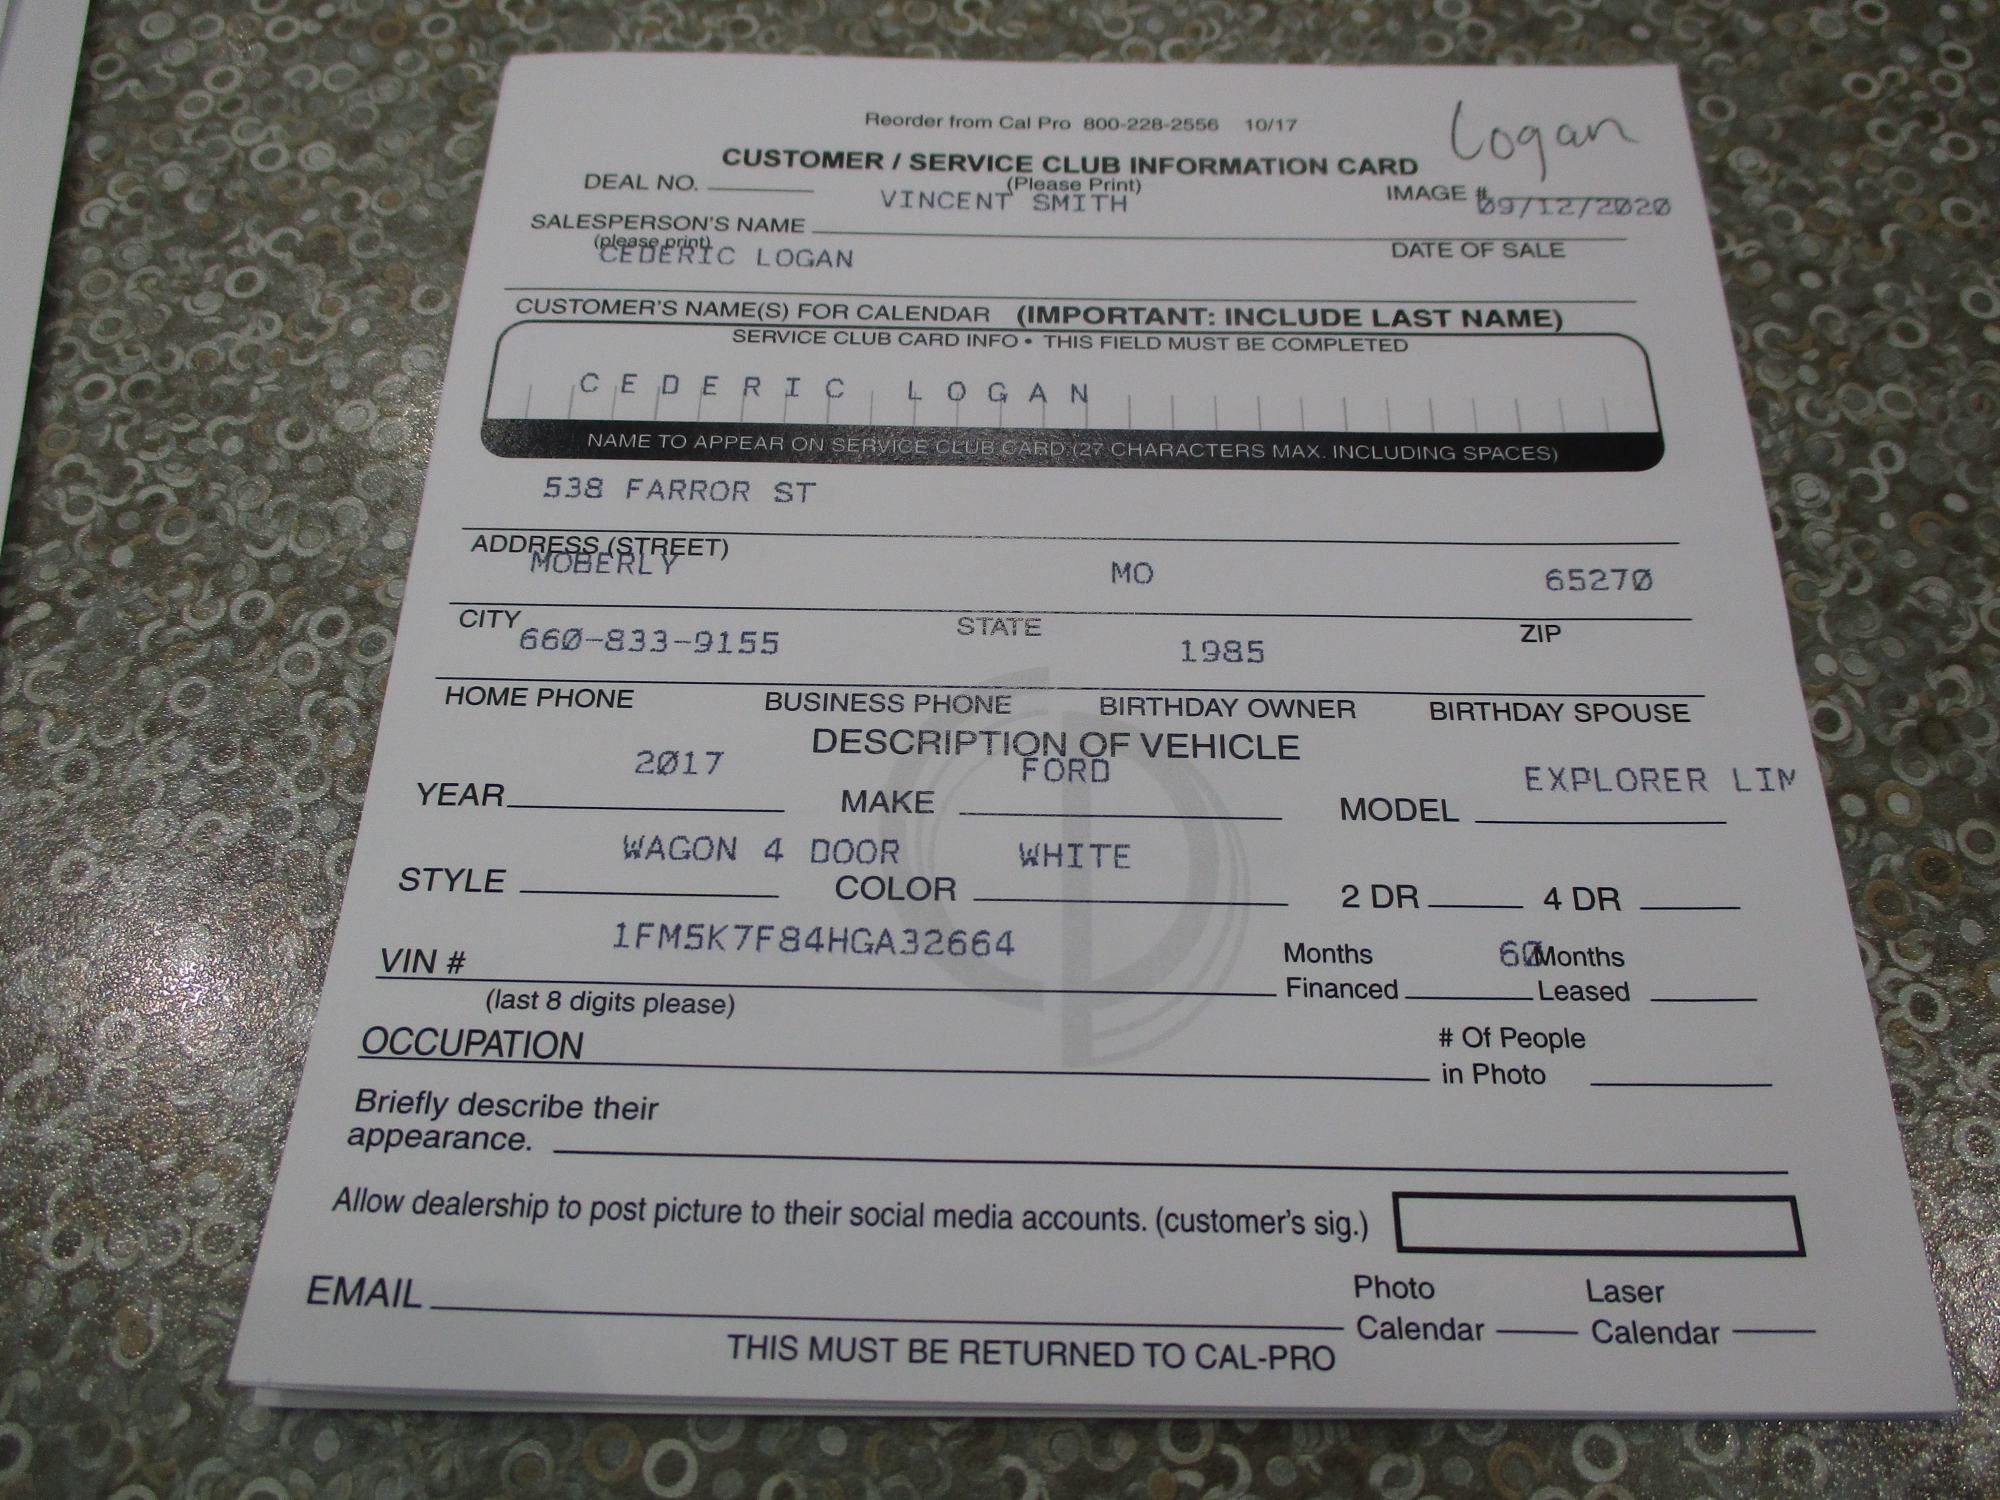 Reorder from Cal Pro 800-228-2556 10/17
Logan
CUSTOMER / SERVICE CLUB INFORMATION CARD
DEAL NO. (Please Print) IMAGE #
VINCENT SMITH 09/12/2020
SALESPERSON'S NAME
(please print) DATE OF SALE
CEDERIC LOGAN
CUSTOMER'S NAME(S) FOR CALENDAR (IMPORTANT: INCLUDE LAST NAME)
SERVICE CLUB CARD INFO • THIS FIELD MUST BE COMPLETED
CEDERIC LOGAN
NAME TO APPEAR ON SERVICE CLUB CARD (27 CHARACTERS MAX. INCLUDING SPACES)
538 FARROR ST
ADDRESS (STREET)
MOBERLY MO 65270
CITY STATE ZIP
660-833-9155 1985
HOME PHONE BUSINESS PHONE BIRTHDAY OWNER BIRTHDAY SPOUSE
DESCRIPTION OF VEHICLE
2017 FORD EXPLORER LIM
YEAR MAKE MODEL
WAGON 4 DOOR WHITE
STYLE COLOR 2 DR 4 DR
1FM5K7F84HGA32664 Months 60 Months
VIN # Financed Leased
(last 8 digits please)
OCCUPATION # Of People
in Photo
Briefly describe their
appearance.
Allow dealership to post picture to their social media accounts. (customer's sig.)
EMAIL Photo Laser
Calendar Calendar
THIS MUST BE RETURNED TO CAL-PRO